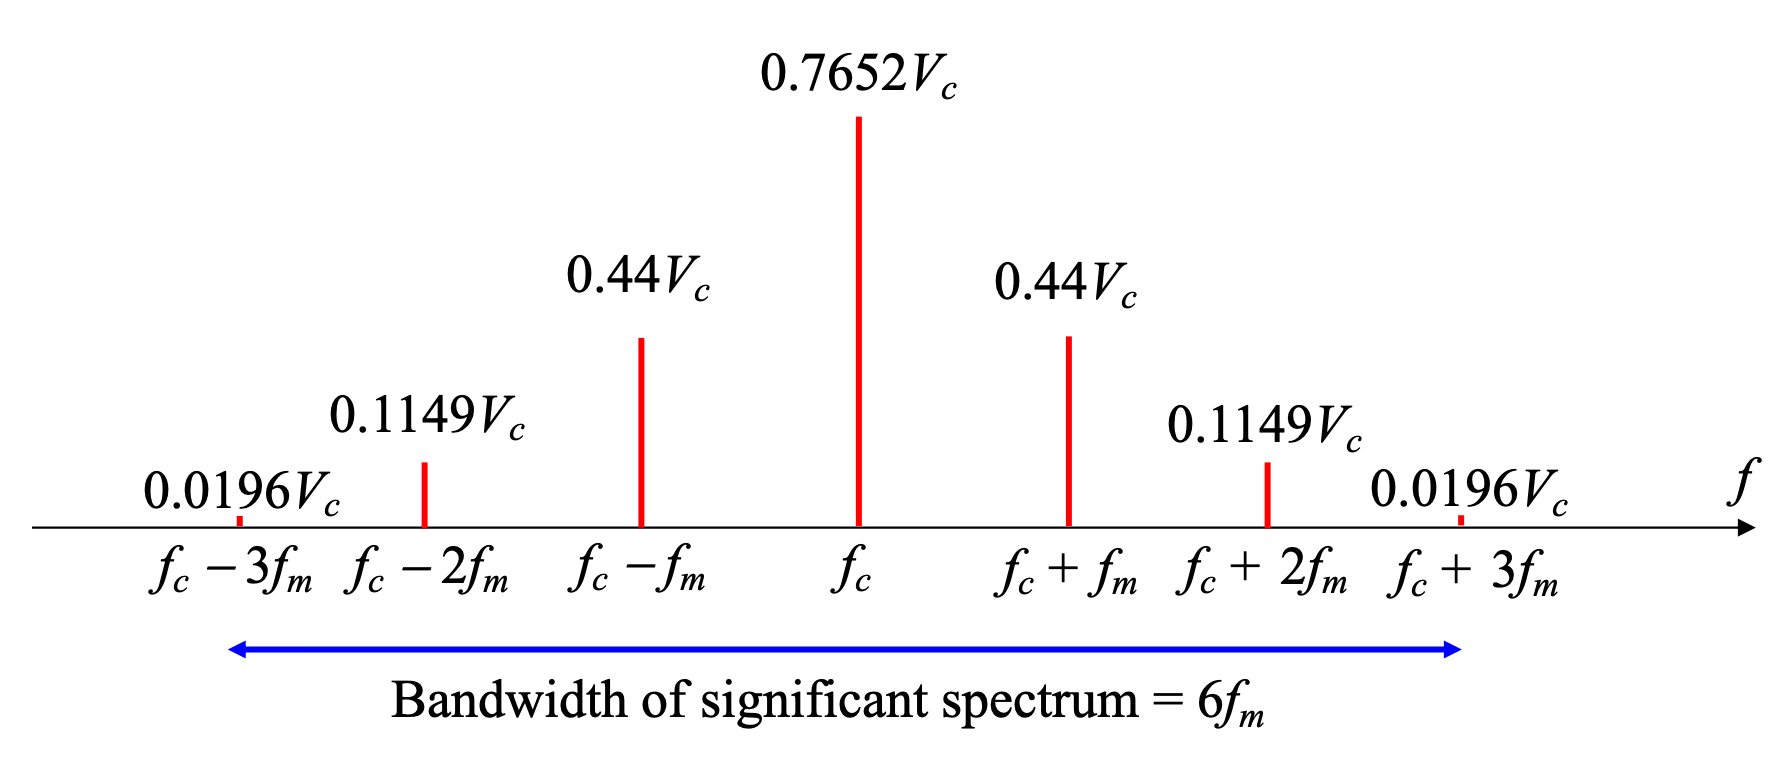 0.7652V_c
0.44V_c
0.44V_c
0.1149V_c
0.1149V_c
0.0196V_c
0.0196V_c
f
f_c − 3f_m f_c − 2f_m f_c − f_m f_c f_c + f_m f_c + 2f_m f_c + 3f_m
Bandwidth of significant spectrum = 6f_m